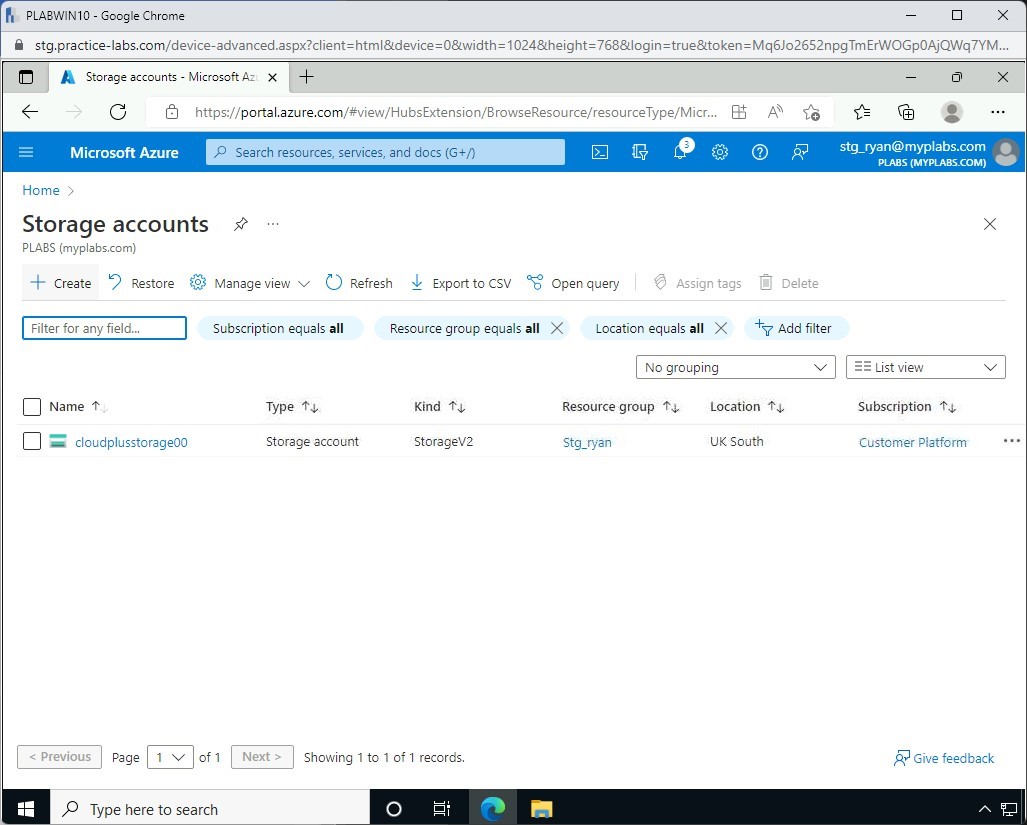 PLABWIN10 - Google Chrome
stg.practice-labs.com/device-advanced.aspx?client=html&device=0&width=1024&height=768&login=true&token=Mq6Jo2652npgTmErWOGp0AjQWq7YM...
Storage accounts - Microsoft Az
https://portal.azure.com/#view/HubsExtension/BrowseResource/resourceType/Micr...
Microsoft Azure
Search resources, services, and docs (G+/)
3
stg_ryan@myplabs.com
PLABS (MYPLABS.COM)
Home >
Storage accounts
...
PLABS (myplabs.com)
+ Create Restore Manage view Refresh Export to CSV Open query Assign tags Delete
Filter for any field... Subscription equals all Resource group equals all Location equals all Add filter
No grouping List view
Name Type Kind Resource group Location Subscription
cloudplusstorage00 Storage account StorageV2 Stg_ryan UK South Customer Platform ...
< Previous Page 1 of 1 Next > Showing 1 to 1 of 1 records. Give feedback
Type here to search